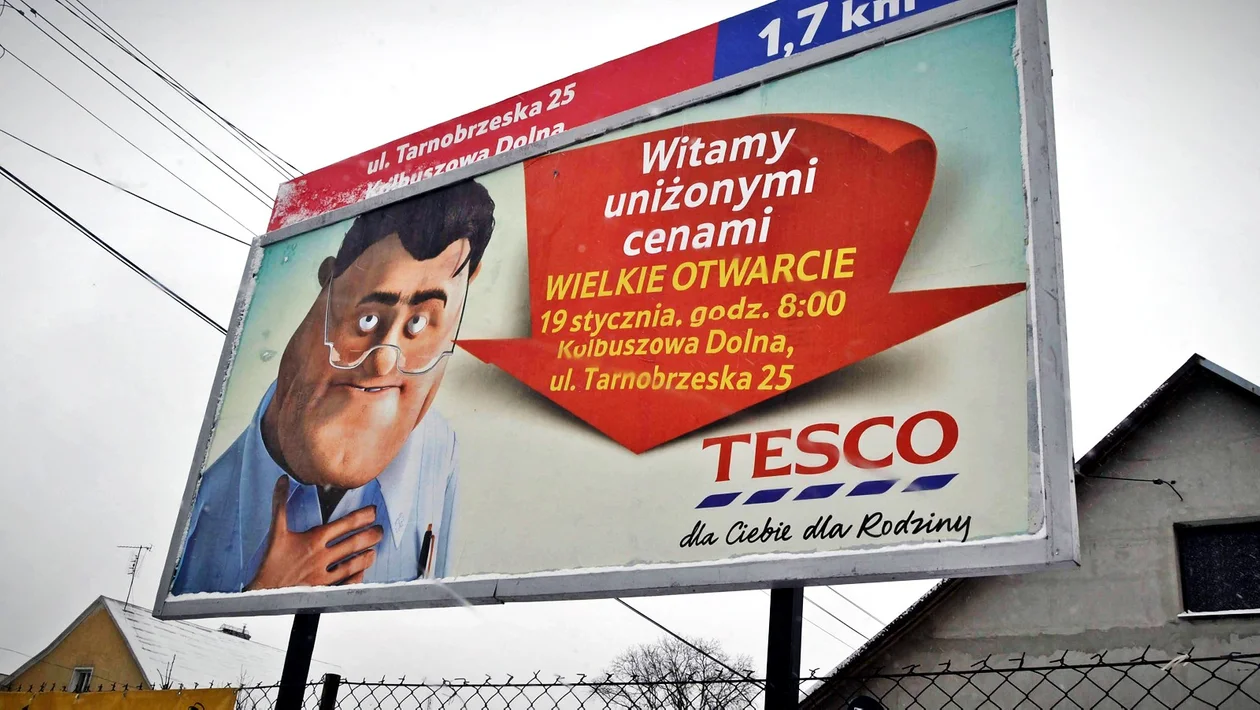 1,7 km
ul. Tarnobrzeska 25
Kolbuszowa Dolna
Witamy
uniżonymi
cenami
WIELKIE OTWARCIE
19 stycznia, godz. 8:00
Kolbuszowa Dolna,
ul. Tarnobrzeska 25
TESCO
dla Ciebie dla Rodziny